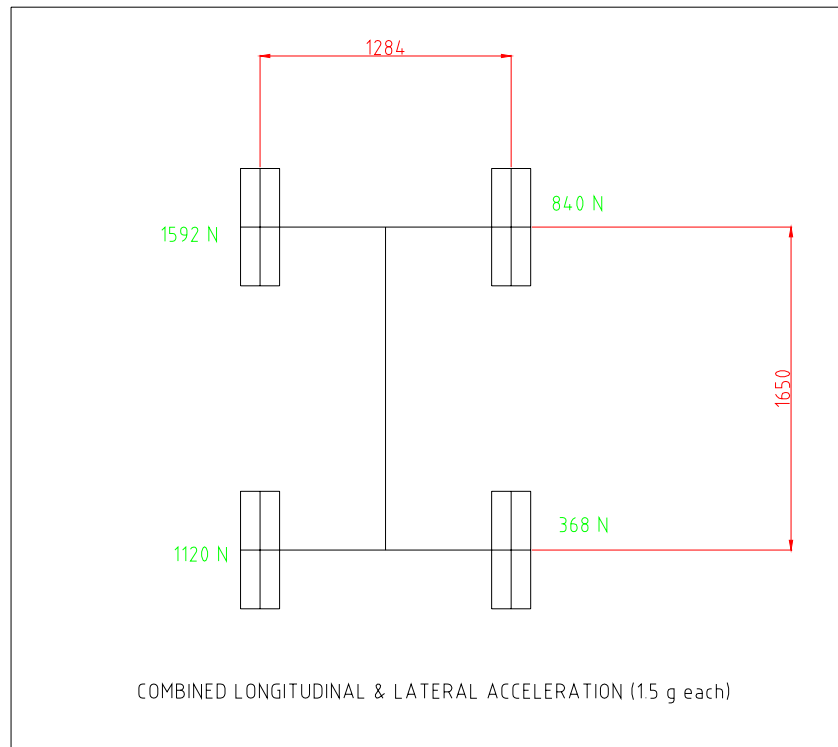 1284
840 N
1592 N
1650
368 N
1120 N
COMBINED LONGITUDINAL & LATERAL ACCELERATION (1.5 g each)